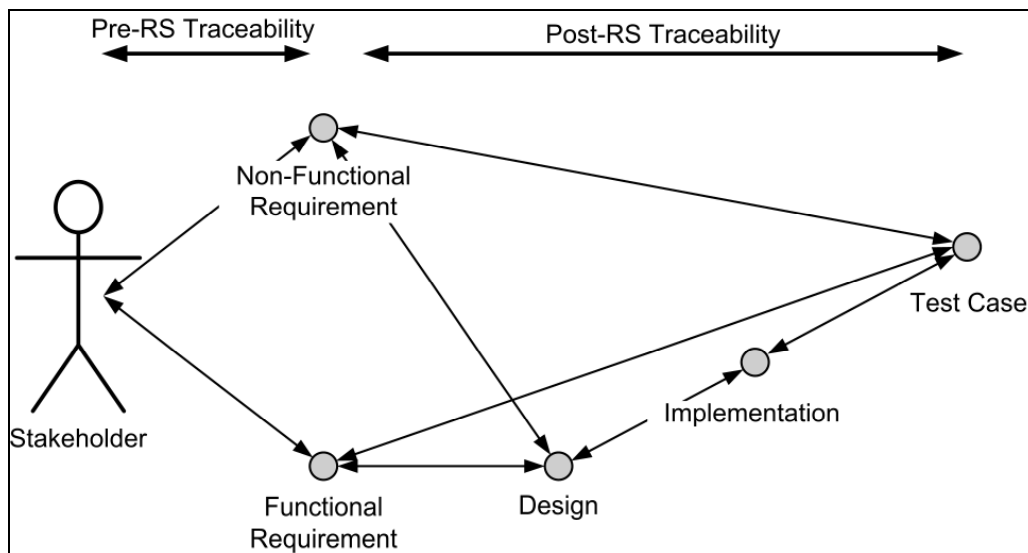 Pre-RS Traceability
Post-RS Traceability
Non-Functional
Requirement
Test Case
Implementation
Stakeholder
Functional
Requirement
Design